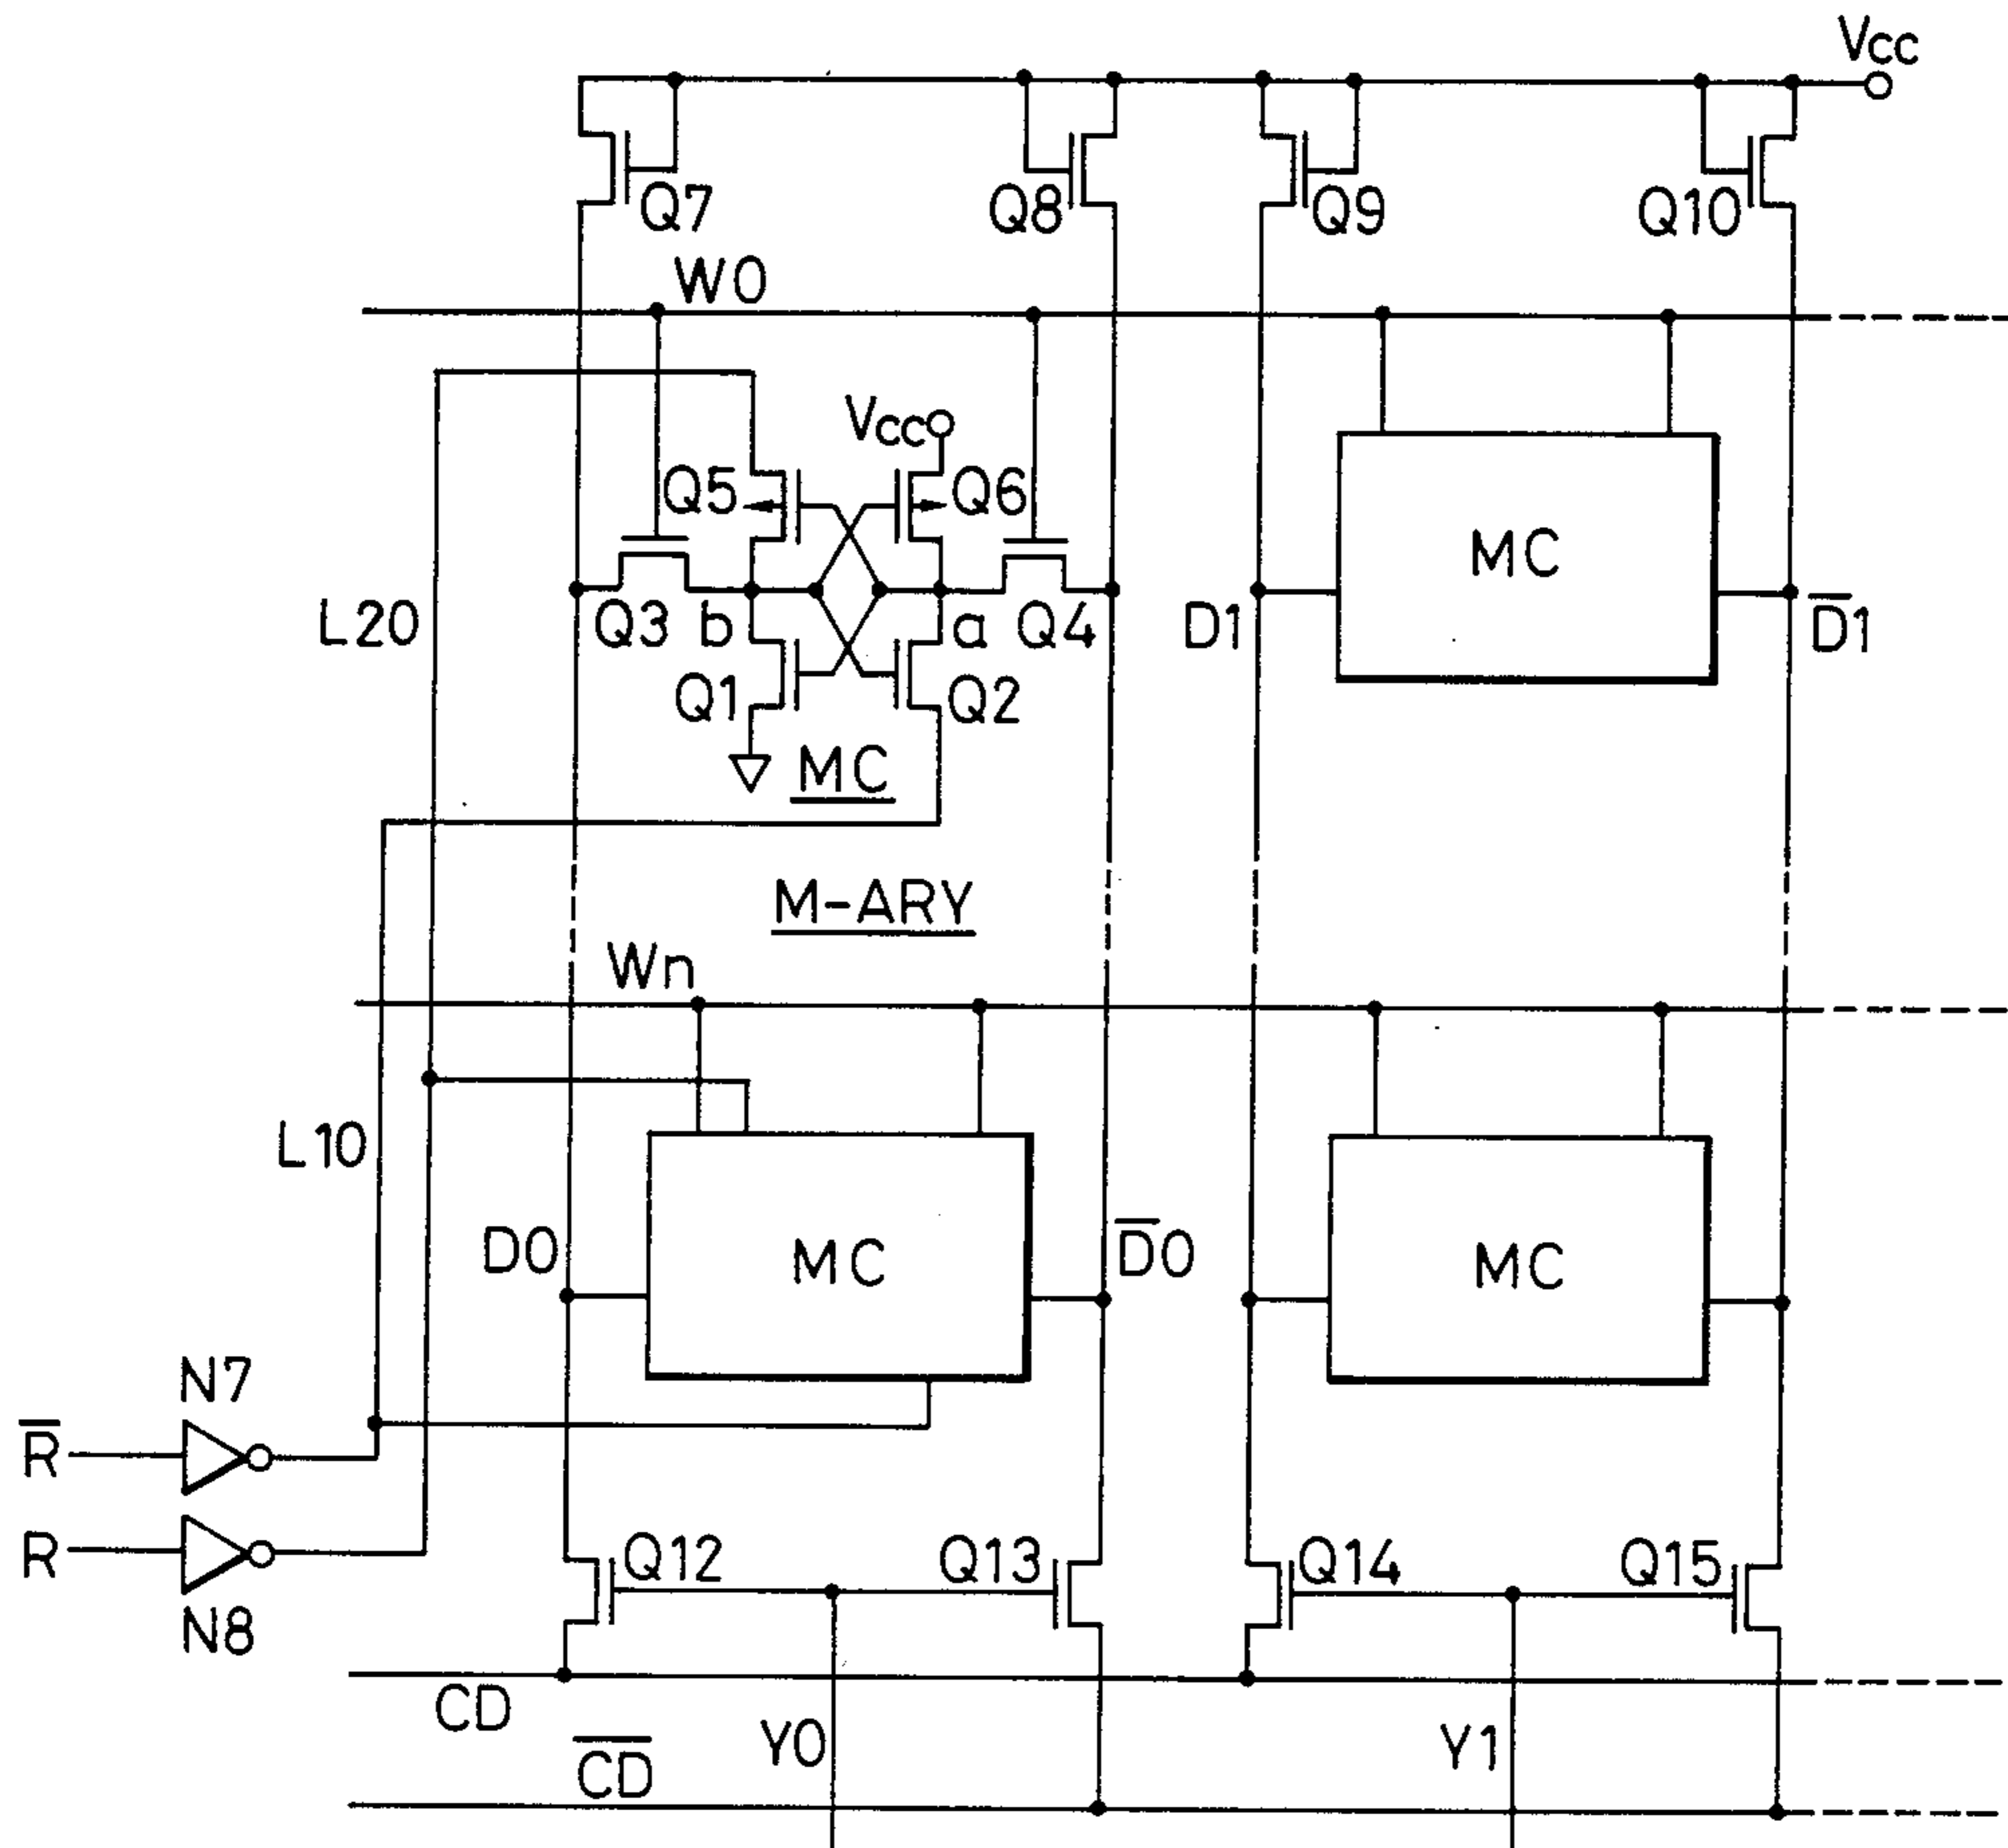 Vcc
Q7 Q8 Q9 Q10
W0
Vcc
Q5 Q6
MC
L20 Q3 b a Q4 D1 D̅1
Q1 Q2
MC
M-ARY
Wn
L10
D0 MC D̅0 MC
N7
R̅
Q12 Q13 Q14 Q15
R
N8
CD
Y0 Y1
C̅D̅